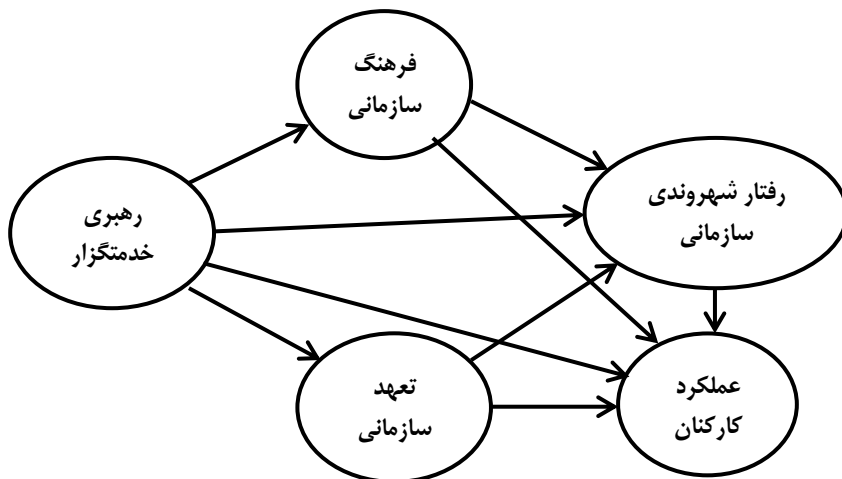 فرهنگ
سازمانی
رفتار شهروندی
سازمانی
رهبری
خدمتگزار
تعهد
سازمانی
عملکرد
کارکنان